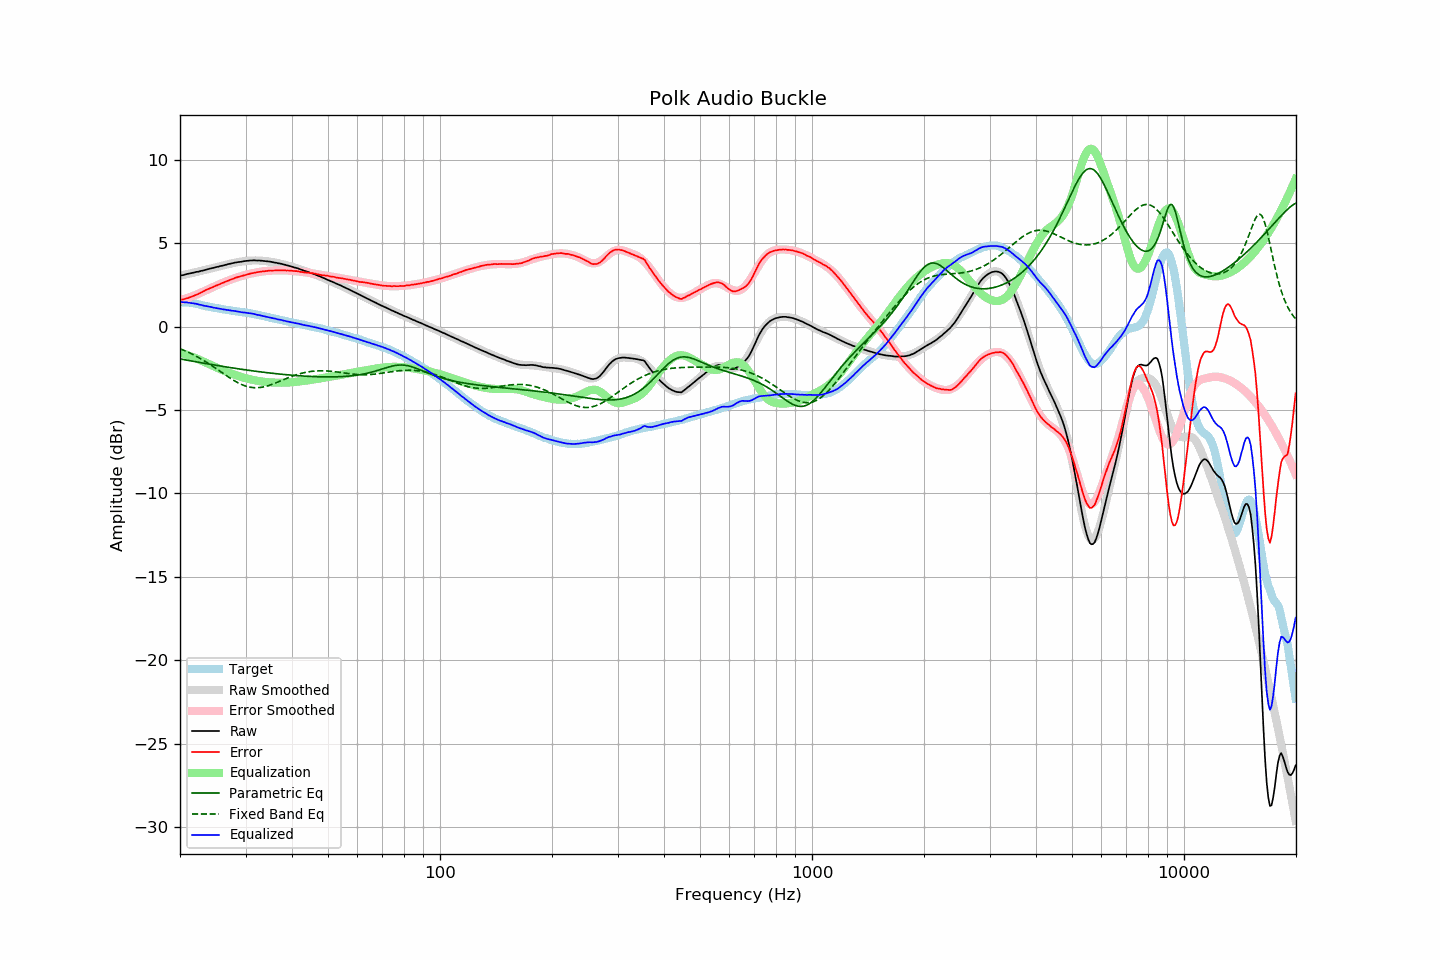 Polk Audio Buckle
10
5
0
−5
−10
−15
−20
−25
−30
Amplitude (dBr)
Target
Raw Smoothed
Error Smoothed
Raw
Error
Equalization
Parametric Eq
Fixed Band Eq
Equalized
100 1000 10000
Frequency (Hz)